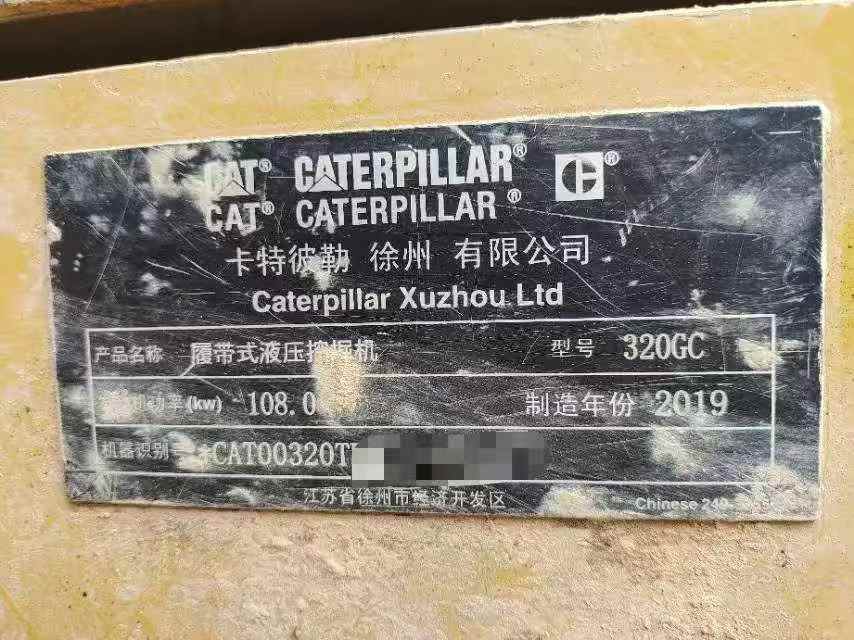 CAT® CATERPILLAR® C®
CAT® CATERPILLAR®
卡特彼勒 徐州 有限公司
Caterpillar Xuzhou Ltd
产品名称 履带式液压挖掘机 型号 320GC
功率(kw) 108.0 制造年份 2019
机器识别号 *CAT00320T
江苏省徐州市经济开发区 Chinese